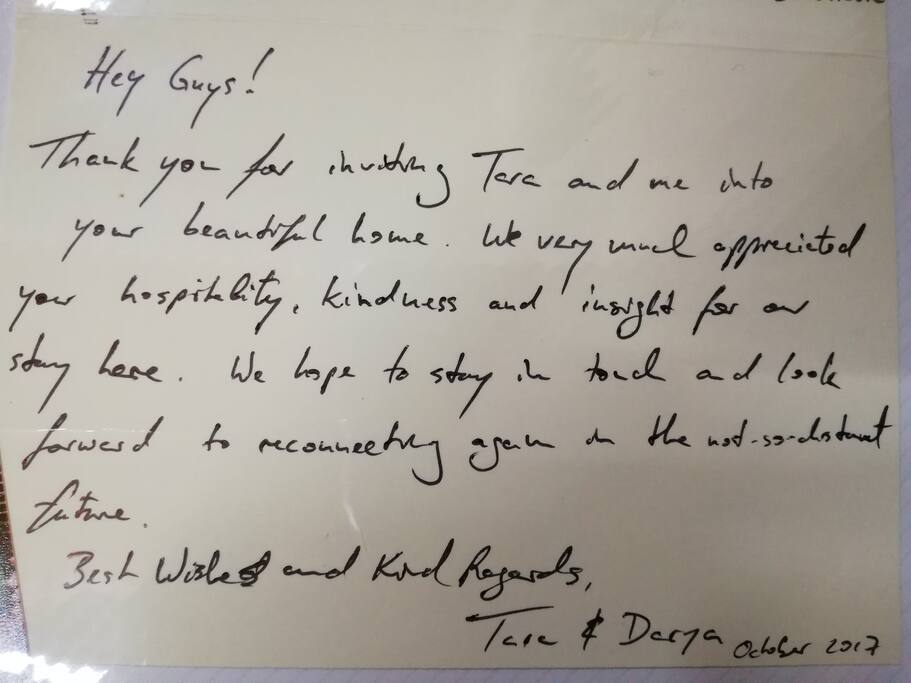 Hey Guys!
Thank you for inviting Tara and me into
your beautiful home. We very much appreciated
your hospitality, kindness and insight for our
stay here. We hope to stay in touch and look
forward to reconnecting again in the not-so-distant
future.
Best Wishes and Kind Regards,
Tara & Darya October 2017